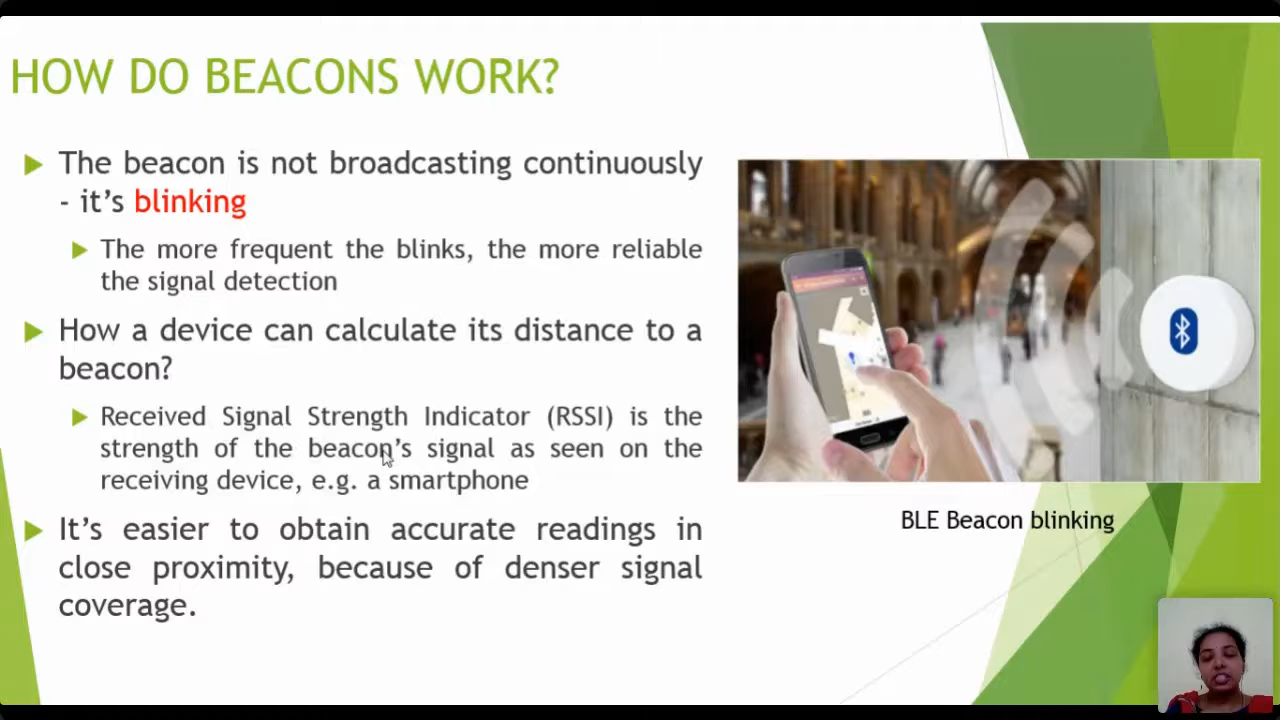 HOW DO BEACONS WORK?
The beacon is not broadcasting continuously
- it’s blinking
The more frequent the blinks, the more reliable
the signal detection
How a device can calculate its distance to a
beacon?
Received Signal Strength Indicator (RSSI) is the
strength of the beacon’s signal as seen on the
receiving device, e.g. a smartphone
It’s easier to obtain accurate readings in
close proximity, because of denser signal
coverage.
BLE Beacon blinking